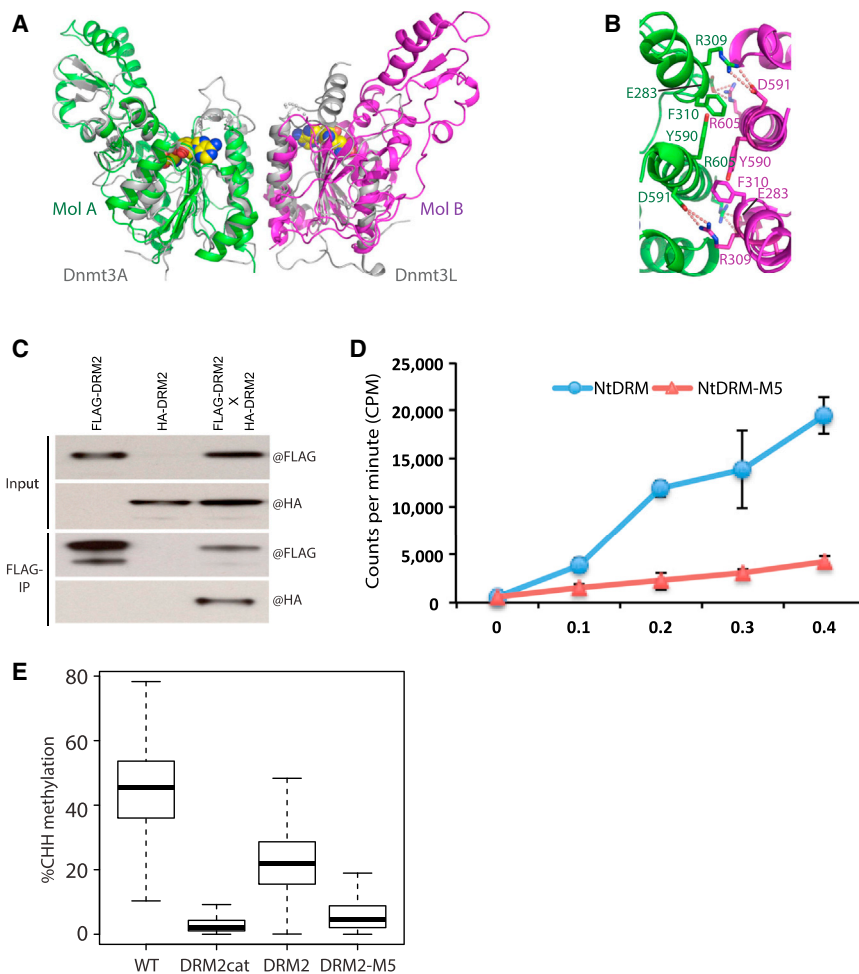 A
Mol A
Mol B
Dnmt3A
Dnmt3L
B
R309
D591
E283
F310
R605
Y590
R605
Y590
F310
D591
E283
R309
C
FLAG-DRM2
HA-DRM2
FLAG-DRM2
X
HA-DRM2
Input
@FLAG
@HA
FLAG-
IP
@FLAG
@HA
D
Counts per minute (CPM)
25,000
20,000
15,000
10,000
5,000
0
NtDRM
NtDRM-M5
0 0.1 0.2 0.3 0.4
E
%CHH methylation
80
60
40
20
0
WT DRM2cat DRM2 DRM2-M5